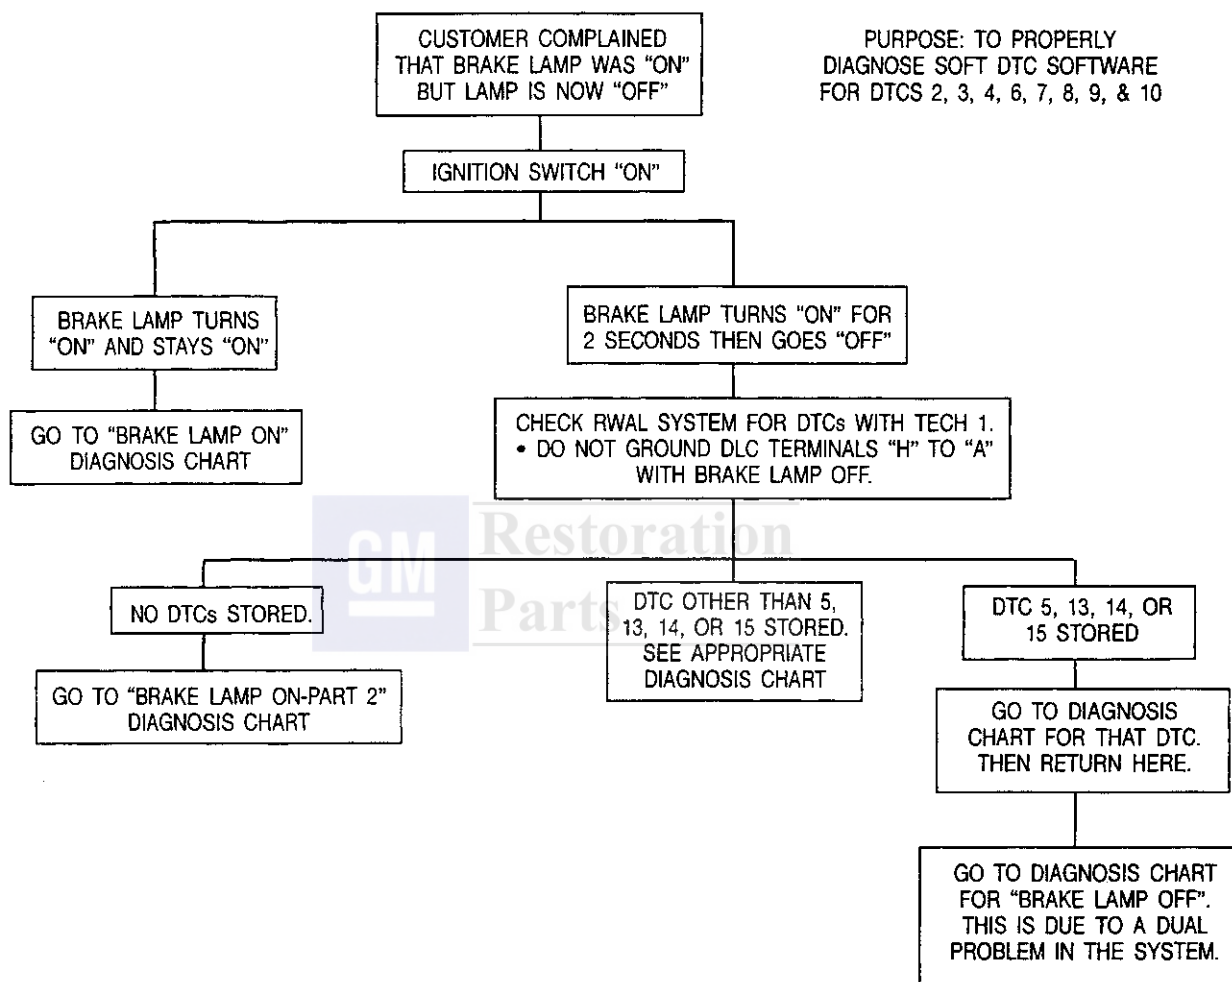 CUSTOMER COMPLAINED
THAT BRAKE LAMP WAS “ON”
BUT LAMP IS NOW “OFF”
PURPOSE: TO PROPERLY
DIAGNOSE SOFT DTC SOFTWARE
FOR DTCS 2, 3, 4, 6, 7, 8, 9, & 10
IGNITION SWITCH “ON”
BRAKE LAMP TURNS
“ON” AND STAYS “ON”
BRAKE LAMP TURNS “ON” FOR
2 SECONDS THEN GOES “OFF”
GO TO “BRAKE LAMP ON”
DIAGNOSIS CHART
CHECK RWAL SYSTEM FOR DTCs WITH TECH 1.
• DO NOT GROUND DLC TERMINALS “H” TO “A”
WITH BRAKE LAMP OFF.
GM
Restoration
Parts
NO DTCs STORED.
DTC OTHER THAN 5,
13, 14, OR 15 STORED.
SEE APPROPRIATE
DIAGNOSIS CHART
DTC 5, 13, 14, OR
15 STORED
GO TO “BRAKE LAMP ON-PART 2”
DIAGNOSIS CHART
GO TO DIAGNOSIS
CHART FOR THAT DTC.
THEN RETURN HERE.
GO TO DIAGNOSIS CHART
FOR “BRAKE LAMP OFF”.
THIS IS DUE TO A DUAL
PROBLEM IN THE SYSTEM.